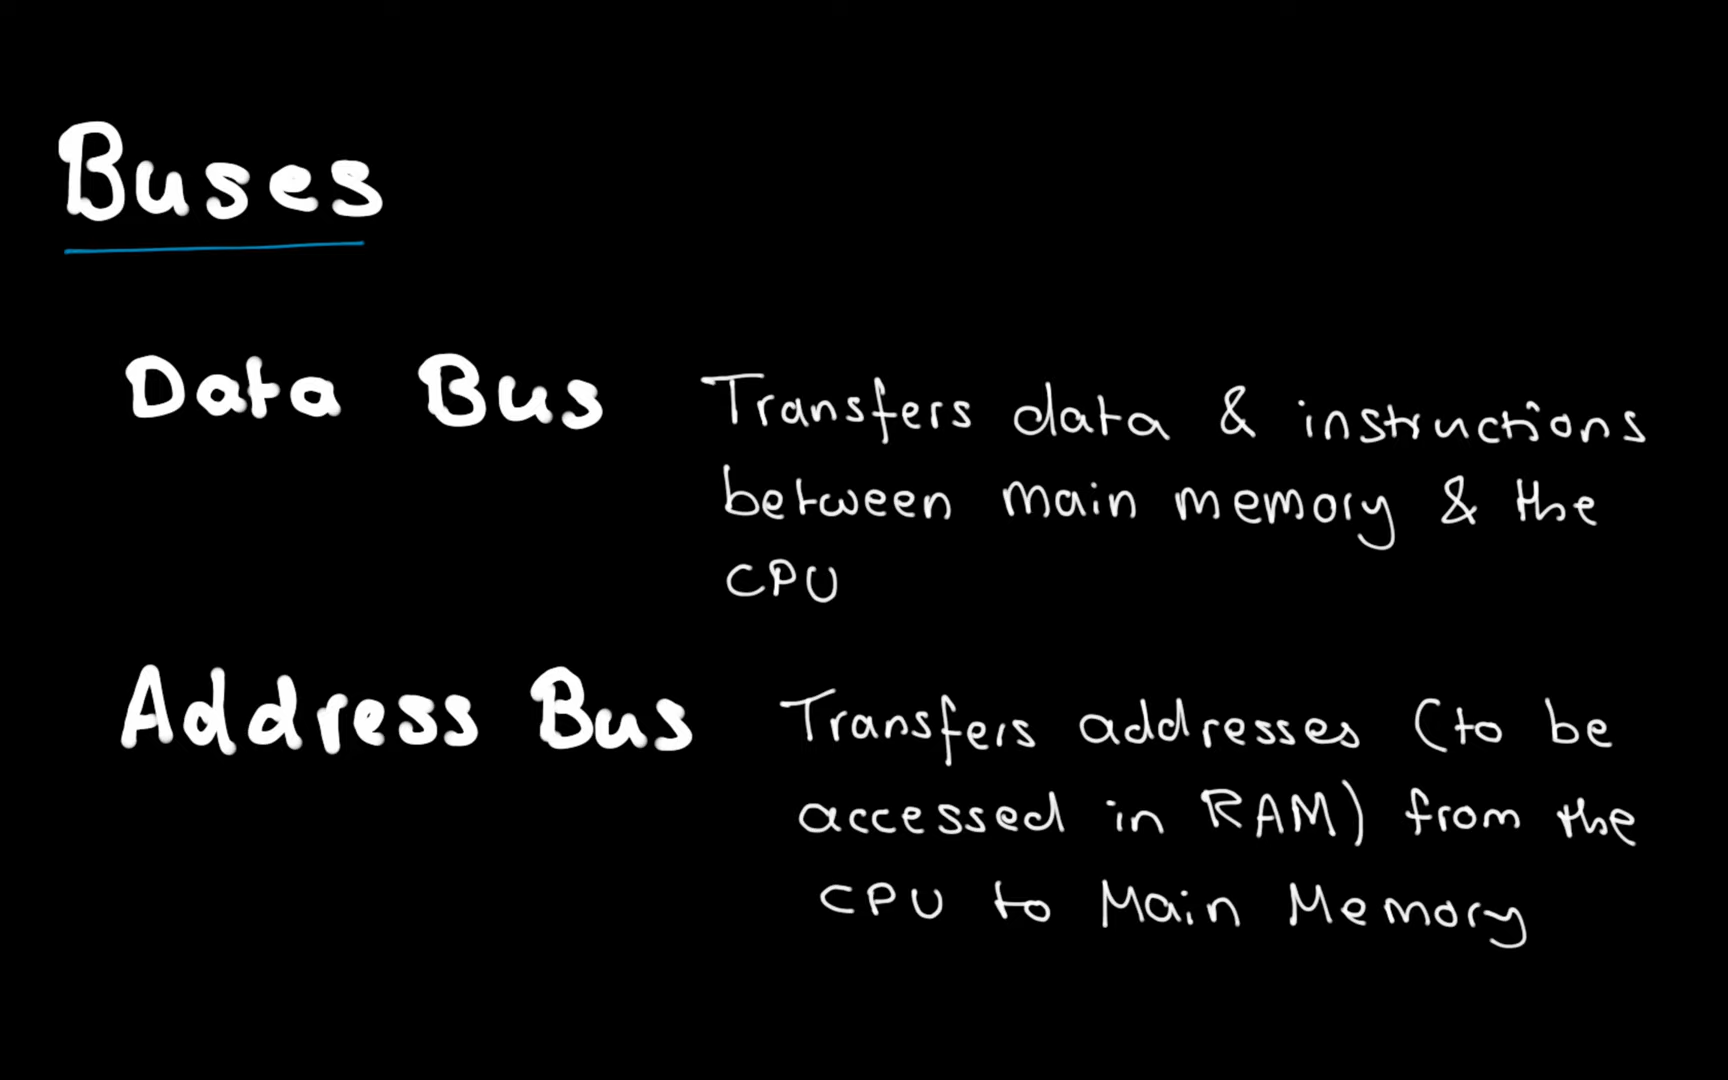 Buses
Data Bus
Transfers data & instructions
between main memory & the
CPU
Address Bus
Transfers addresses (to be
accessed in RAM) from the
CPU to Main Memory